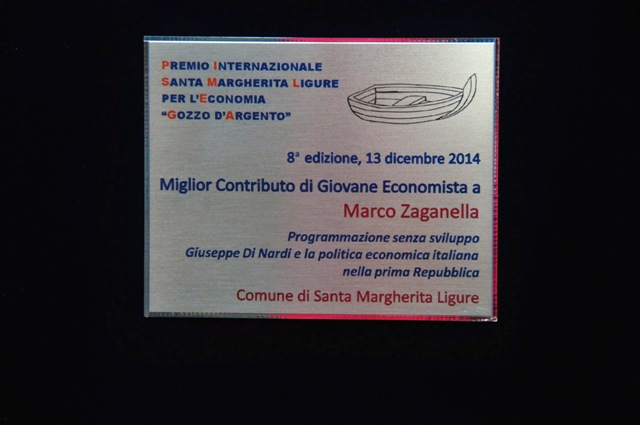 PREMIO INTERNAZIONALE
SANTA MARGHERITA LIGURE
PER L'ECONOMIA
"GOZZO D'ARGENTO"
8ª edizione, 13 dicembre 2014
Miglior Contributo di Giovane Economista a
Marco Zaganella
Programmazione senza sviluppo
Giuseppe Di Nardi e la politica economica italiana
nella prima Repubblica
Comune di Santa Margherita Ligure